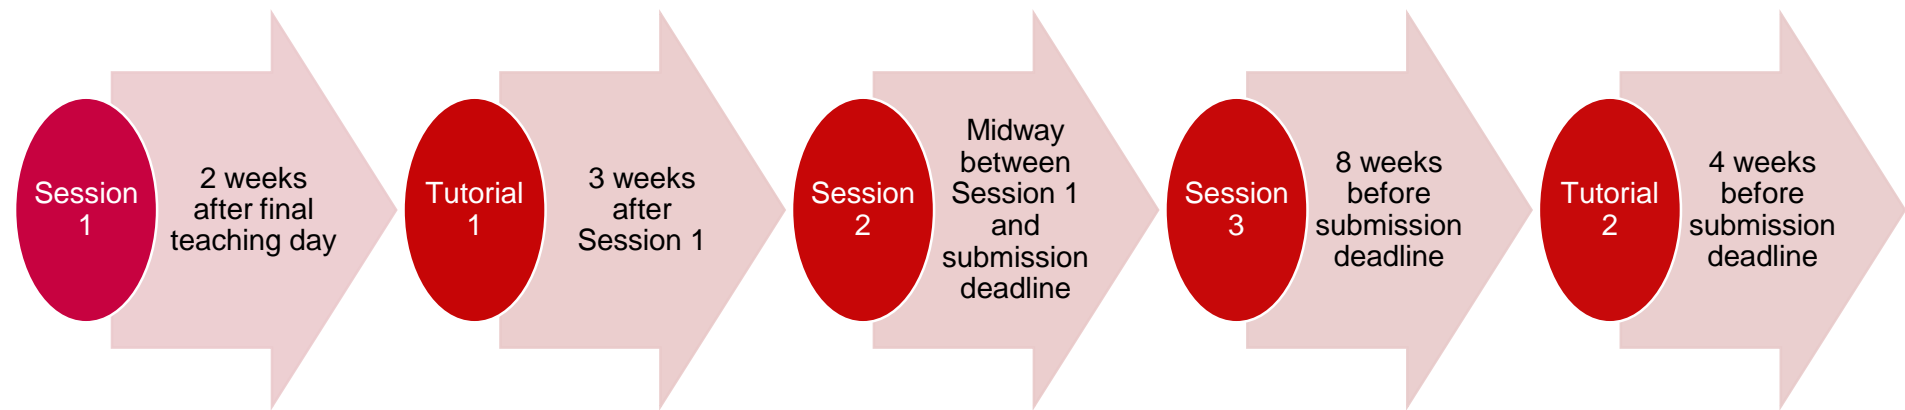 Session
1
2 weeks
after final
teaching day
Tutorial
1
3 weeks
after
Session 1
Session
2
Midway
between
Session 1
and
submission
deadline
Session
3
8 weeks
before
submission
deadline
Tutorial
2
4 weeks
before
submission
deadline